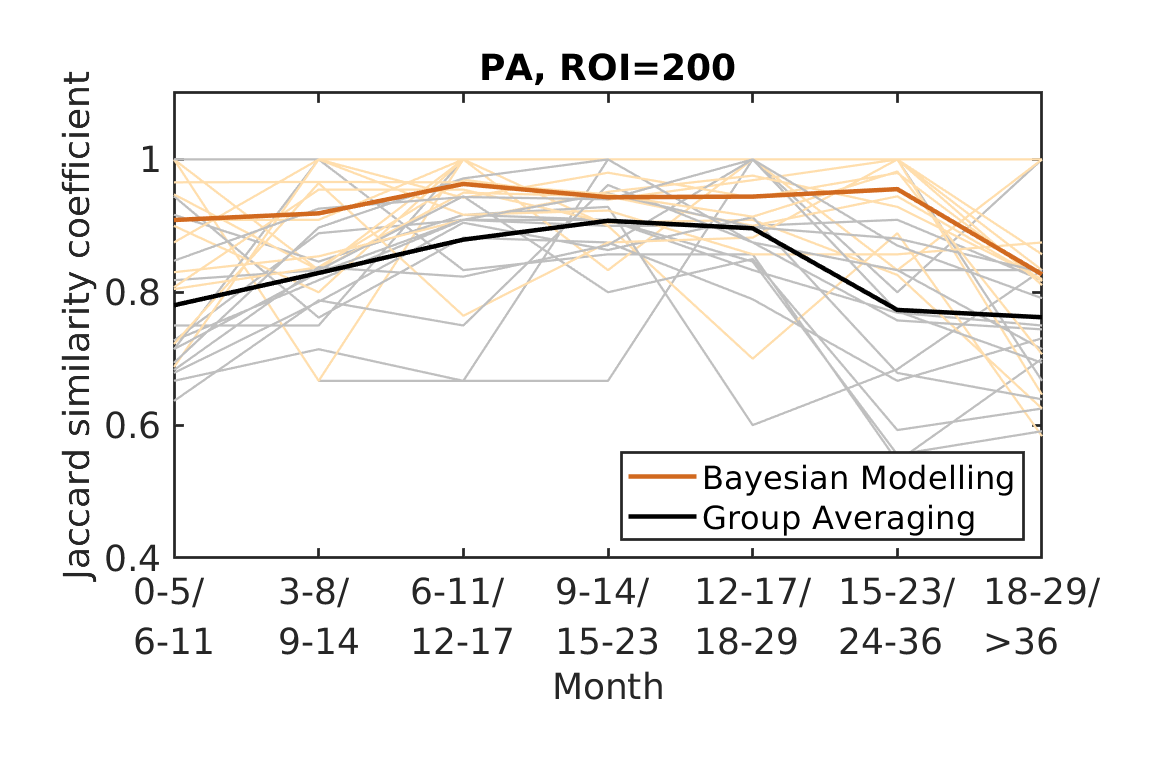 PA, ROI=200
Jaccard similarity coefficient
1
0.8
0.6
0.4
Bayesian Modelling
Group Averaging
0-5/ 3-8/ 6-11/ 9-14/ 12-17/ 15-23/ 18-29/
6-11 9-14 12-17 15-23 18-29 24-36 >36
Month